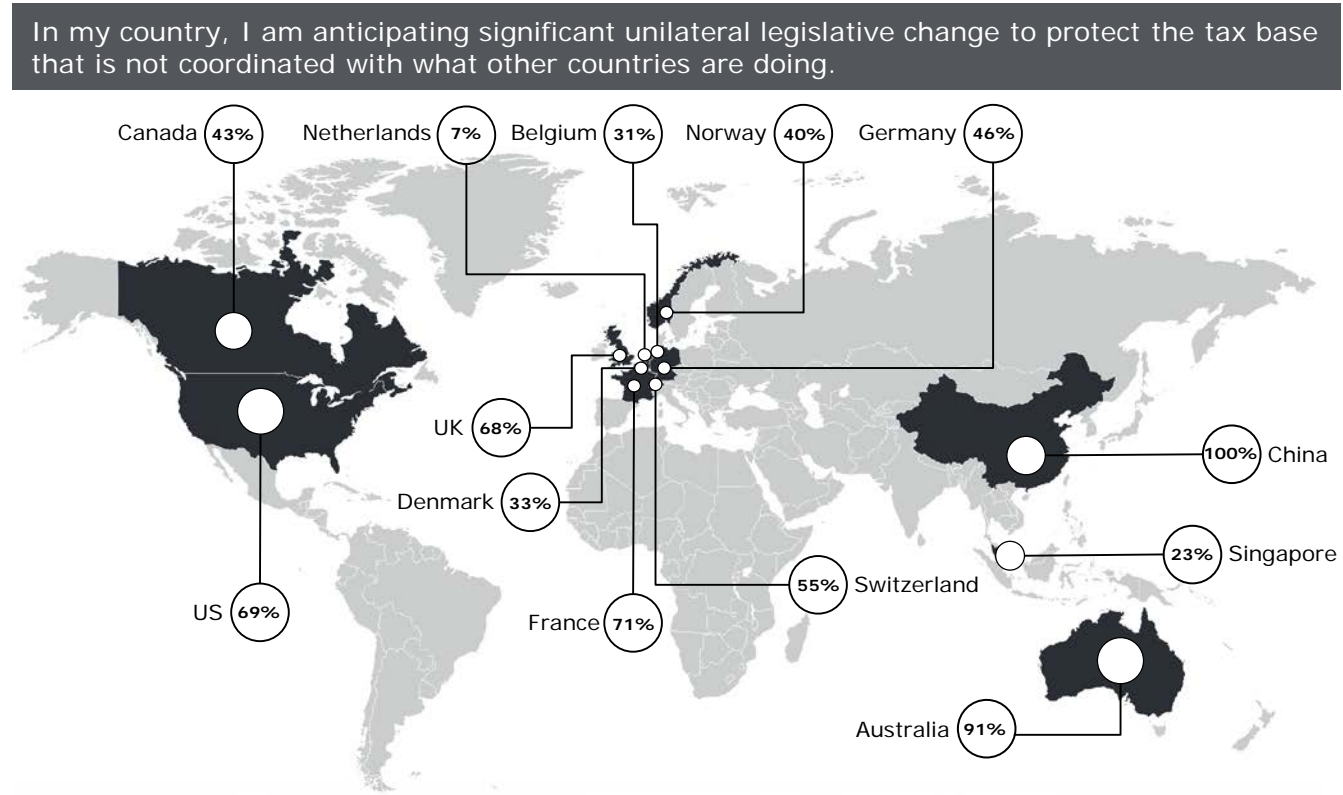 In my country, I am anticipating significant unilateral legislative change to protect the tax base
that is not coordinated with what other countries are doing.
Canada 43%
Netherlands 7%
Belgium 31%
Norway 40%
Germany 46%
UK 68%
Denmark 33%
US 69%
France 71%
55% Switzerland
100% China
23% Singapore
Australia 91%